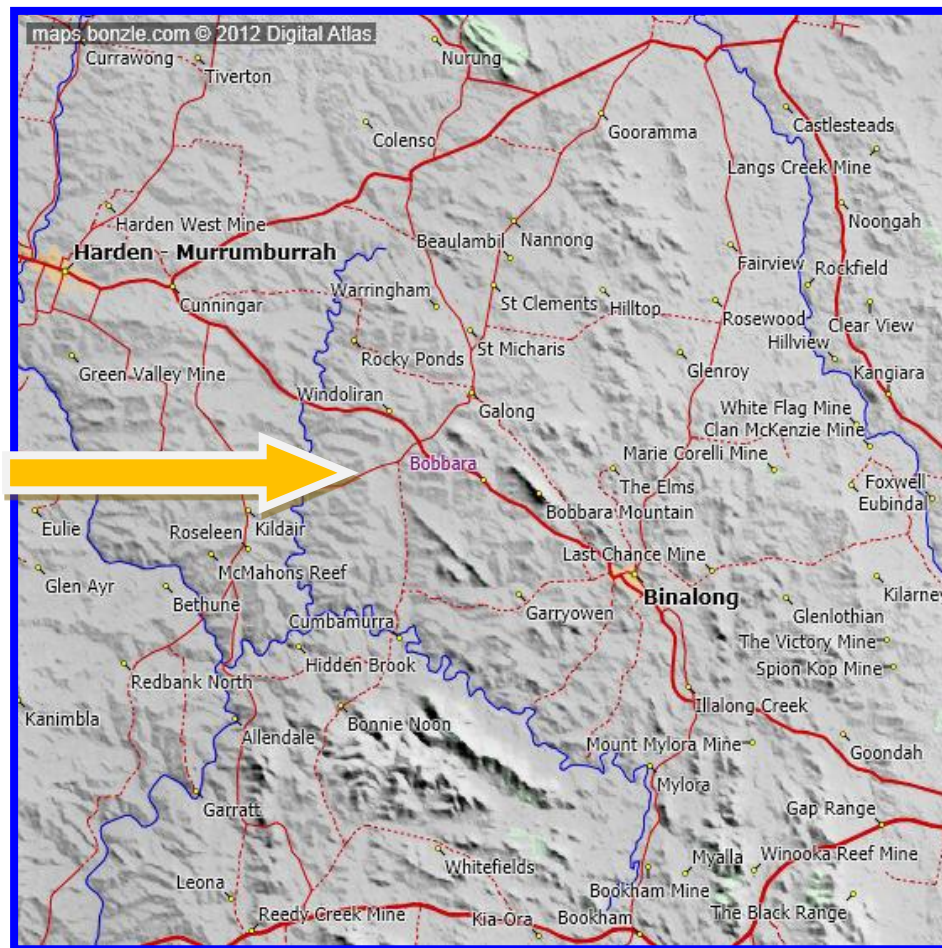 maps.bonzle.com © 2012 Digital Atlas.
Currawong
Tiverton
Nurung
Colenso
Gooramma
Castlesteads
Langs Creek Mine
Harden West Mine
Noongah
Harden - Murrumburrah
Beaulambil
Nannong
Fairview
Rockfield
Cunningar
Warringham
St Clements
Hilltop
Rosewood
Clear View
Hillview
Rocky Ponds
St Micharis
Green Valley Mine
Glenroy
Kangiara
Windoliran
Galong
White Flag Mine
Clan McKenzie Mine
Bobbara
Marie Corelli Mine
The Elms
Foxwell
Eubindal
Bobbara Mountain
Eulie
Roseleen
Kildair
Last Chance Mine
McMahons Reef
Glen Ayr
Bethune
Garryowen
Binalong
Kilarney
Glenlothian
Cumbamurra
The Victory Mine
Hidden Brook
Spion Kop Mine
Redbank North
Illalong Creek
Kanimbla
Allendale
Bonnie Noon
Mount Mylora Mine
Goondah
Mylora
Garratt
Gap Range
Whitefields
Myalla
Winooka Reef Mine
Leona
Bookham Mine
Reedy Creek Mine
Kia-Ora
Bookham
The Black Range